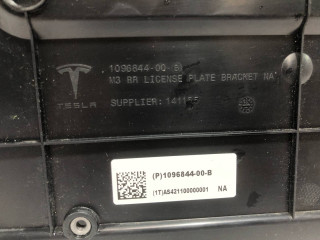 1096844-00-B
M3 RR LICENSE PLATE BRACKET NA
TESLA
SUPPLIER:
(P)1096844-00-B
(1T)A5421100000001 NA